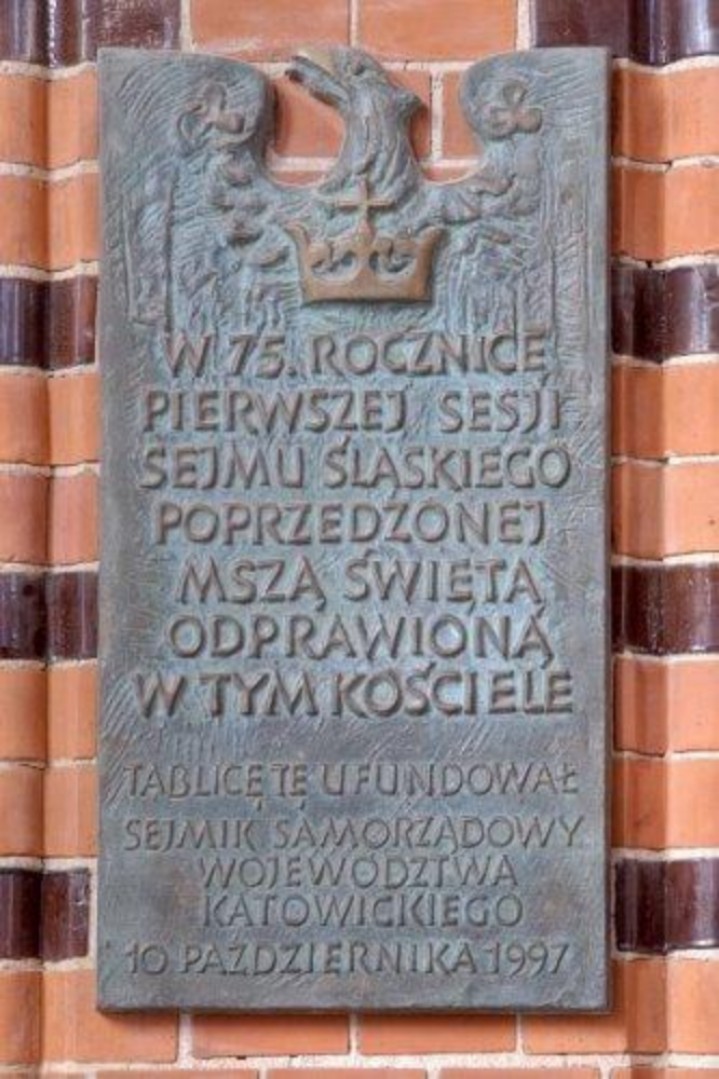 W 75. ROCZNICĘ
PIERWSZEJ SESJI
SEJMU ŚLĄSKIEGO
POPRZEDZONEJ
MSZĄ ŚWIĘTĄ
ODPRAWIONĄ
W TYM KOŚCIELE
TABLICĘ TĘ UFUNDOWAŁ
SEJMIK SAMORZĄDOWY
WOJEWÓDZTWA
KATOWICKIEGO
10 PAŹDZIERNIKA 1997